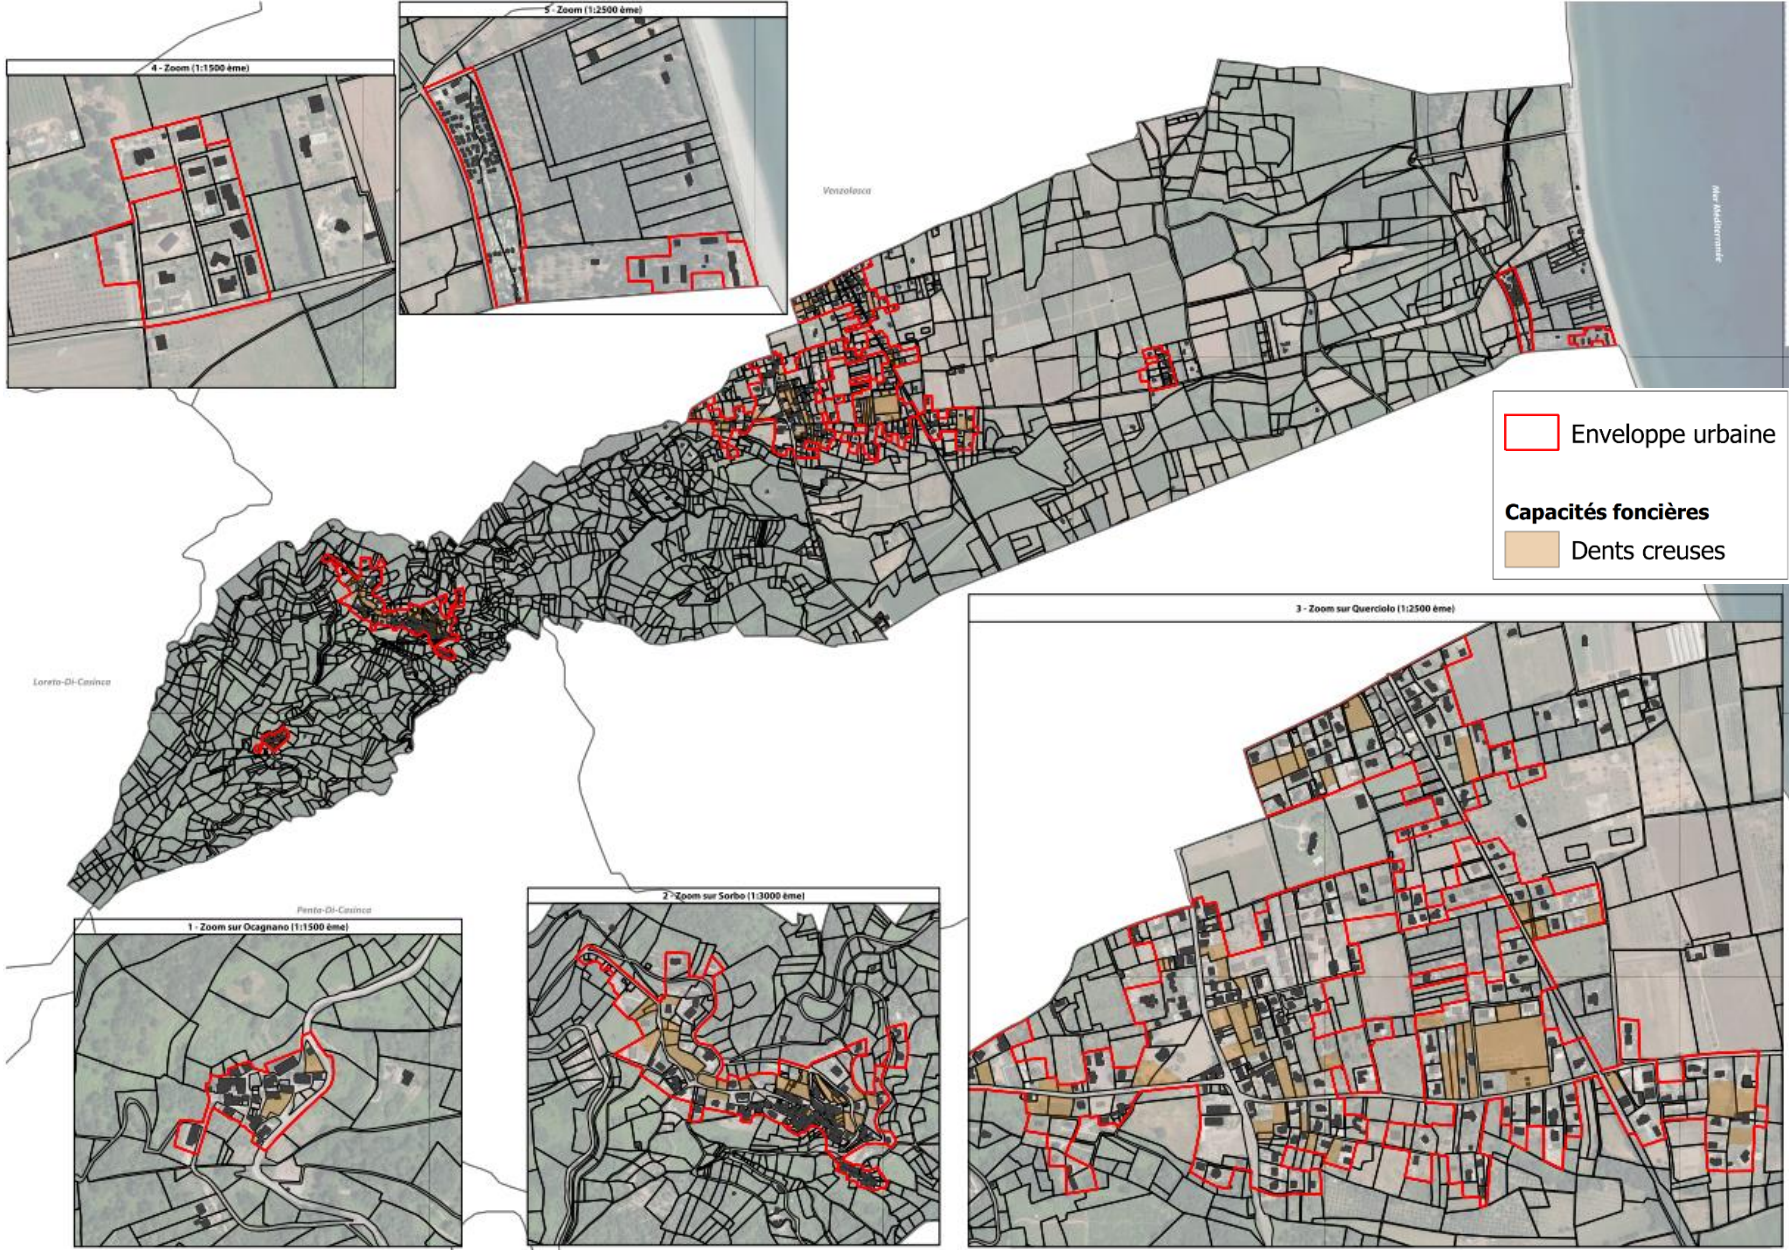 5 - Zoom (1:2500 ème)
4 - Zoom (1:1500 ème)
Venzolasca
Mer Méditerranée
Enveloppe urbaine
Capacités foncières
Dents creuses
3 - Zoom sur Querciolo (1:2500 ème)
Loreto-Di-Casinca
2 - Zoom sur Sorbo (1:3000 ème)
Penta-Di-Casinca
1 - Zoom sur Ocagnano (1:1500 ème)